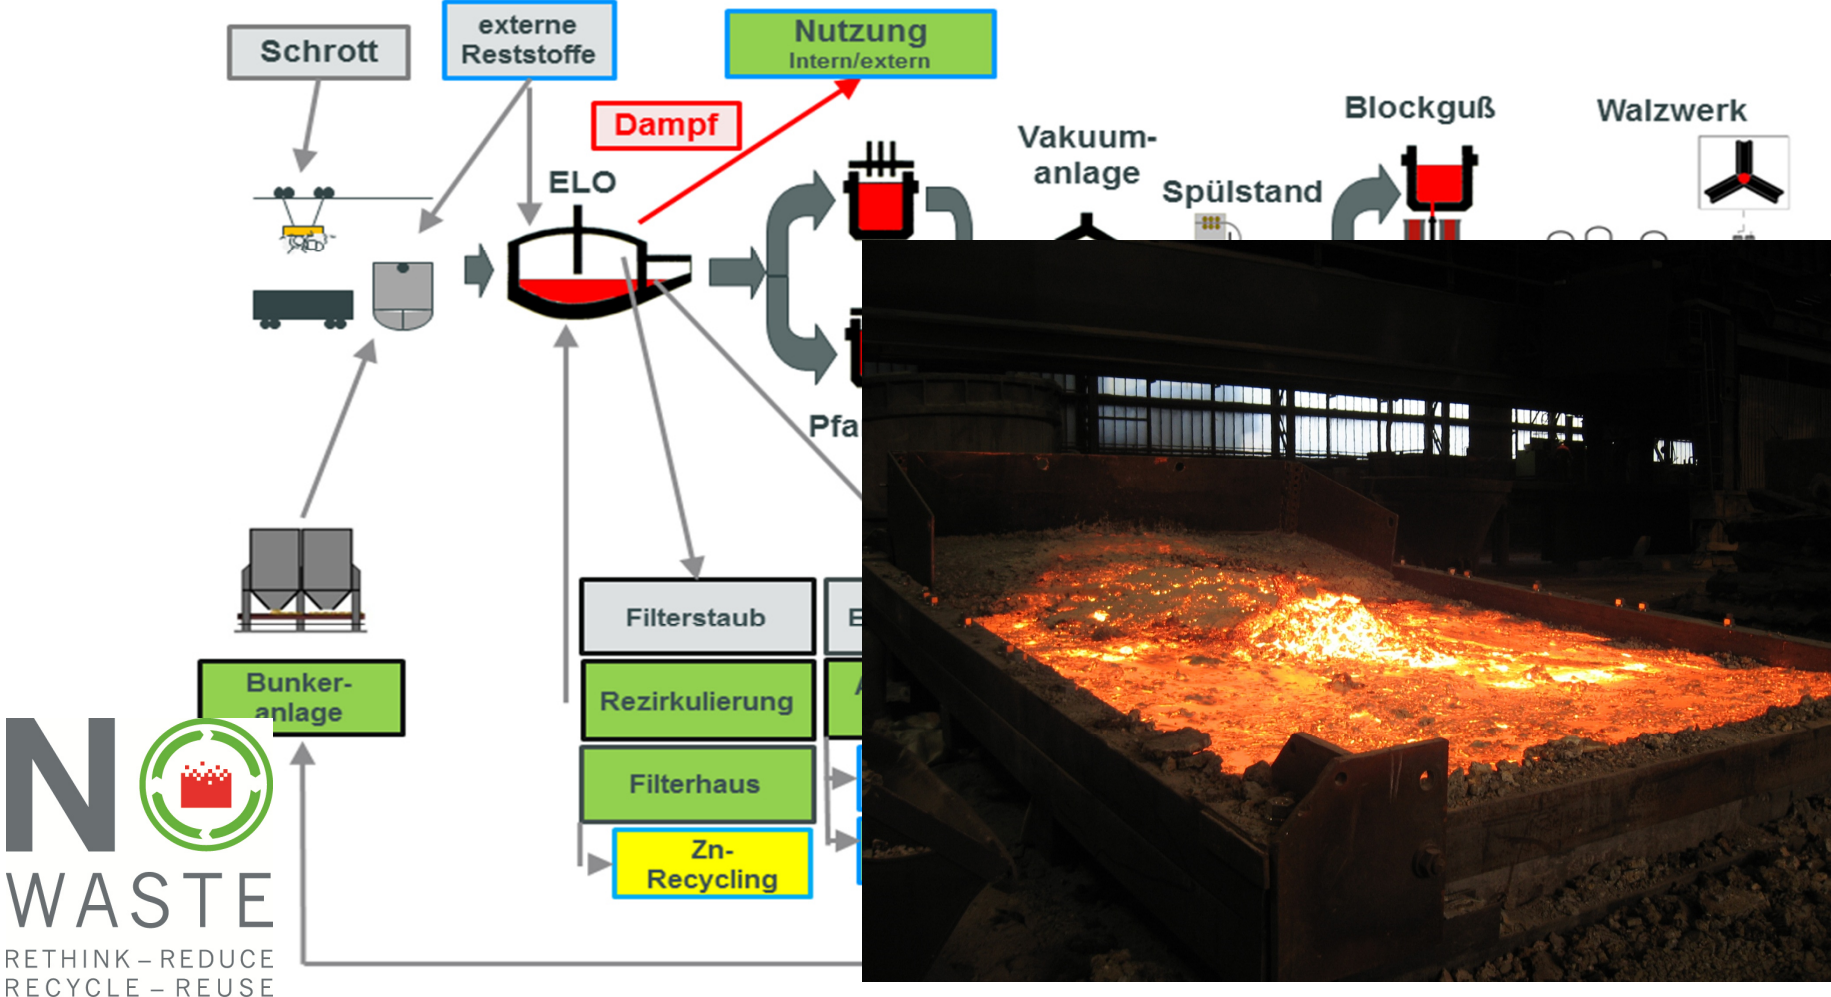 Schrott
externe
Reststoffe
Nutzung
Intern/extern
Dampf
ELO
Vakuum-
anlage
Spülstand
Blockguß
Walzwerk
Filterstaub
Rezirkulierung
Filterhaus
Zn-
Recycling
Bunker-
anlage
NO
WASTE
RETHINK – REDUCE
RECYCLE – REUSE